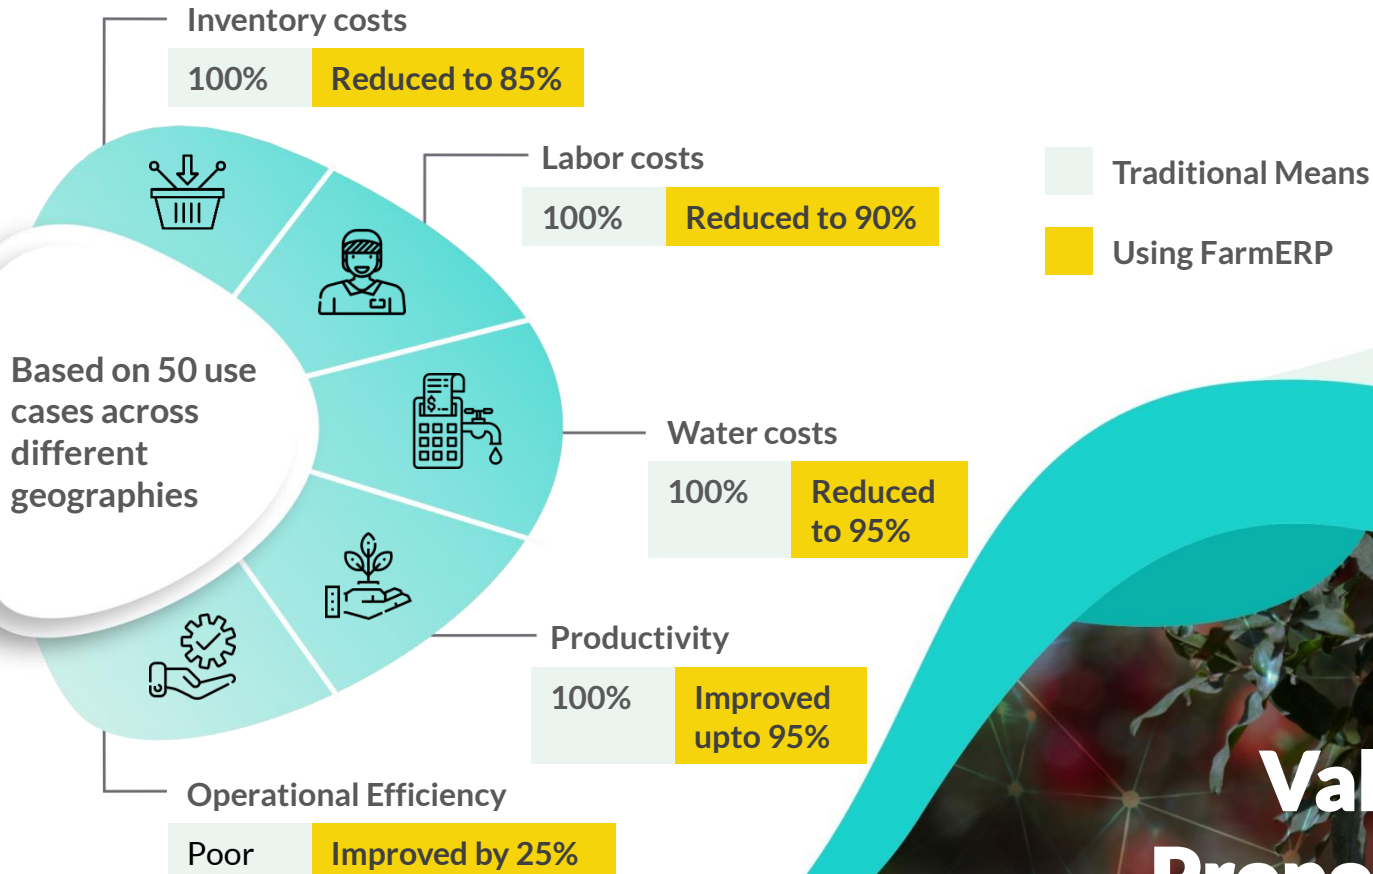 Inventory costs
100% Reduced to 85%
Labor costs
100% Reduced to 90%
Traditional Means
Using FarmERP
Based on 50 use
cases across
different
geographies
Water costs
100% Reduced
to 95%
Productivity
100% Improved
upto 95%
Operational Efficiency
Poor Improved by 25%
$